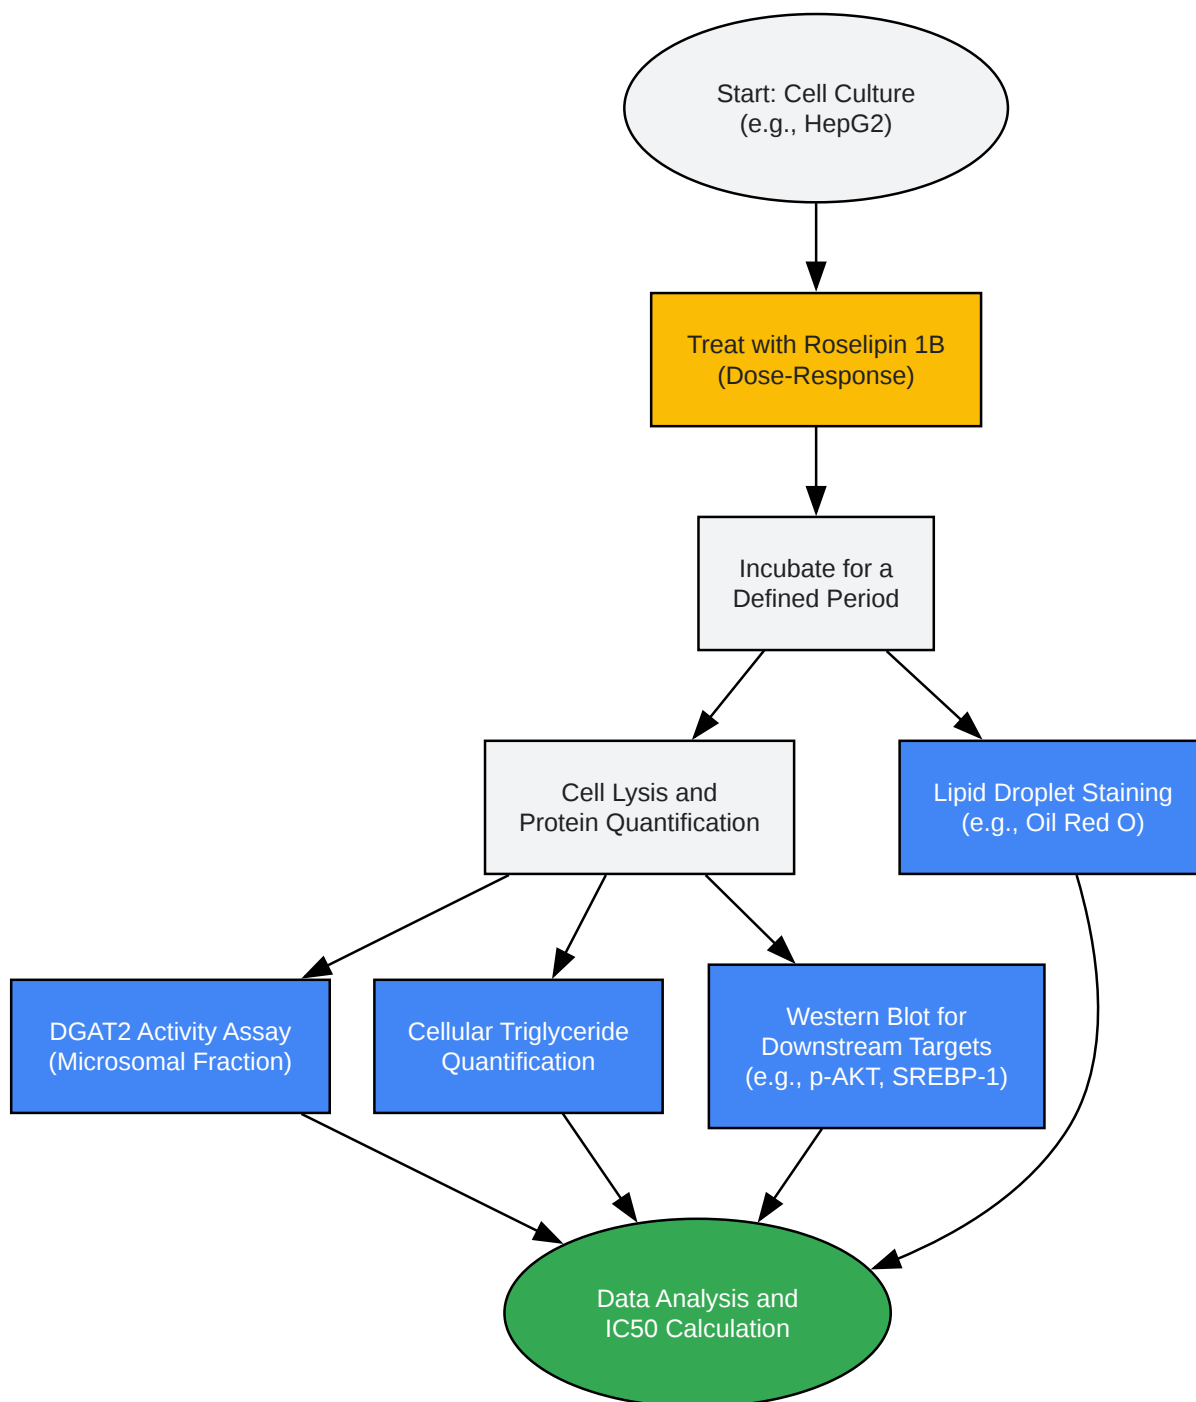 Start: Cell Culture
(e.g., HepG2)
Treat with Roselipin 1B
(Dose-Response)
Incubate for a
Defined Period
Cell Lysis and
Protein Quantification
Lipid Droplet Staining
(e.g., Oil Red O)
DGAT2 Activity Assay
(Microsomal Fraction)
Cellular Triglyceride
Quantification
Western Blot for
Downstream Targets
(e.g., p-AKT, SREBP-1)
Data Analysis and
IC50 Calculation